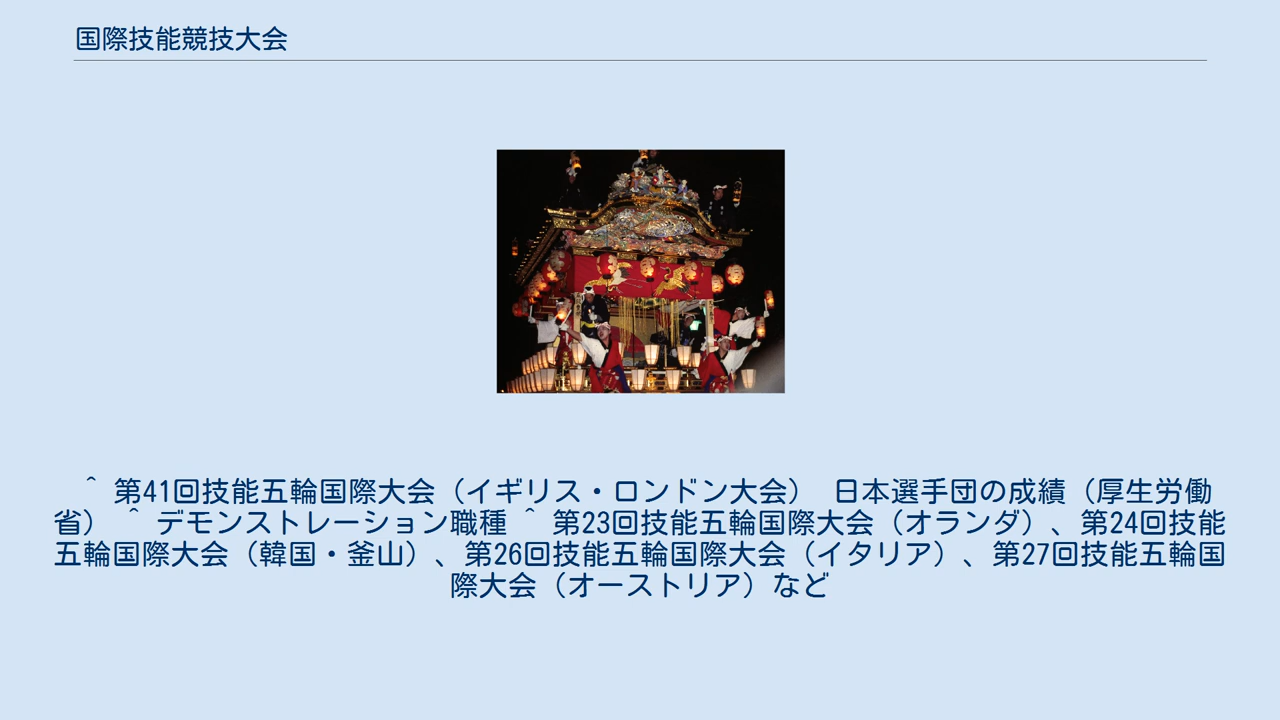 国際技能競技大会
＾ 第41回技能五輪国際大会（イギリス・ロンドン大会） 日本選手団の成績（厚生労働
省） ＾ デモンストレーション職種 ＾ 第23回技能五輪国際大会（オランダ）、第24回技能
五輪国際大会（韓国・釜山）、第26回技能五輪国際大会（イタリア）、第27回技能五輪国
際大会（オーストリア）など